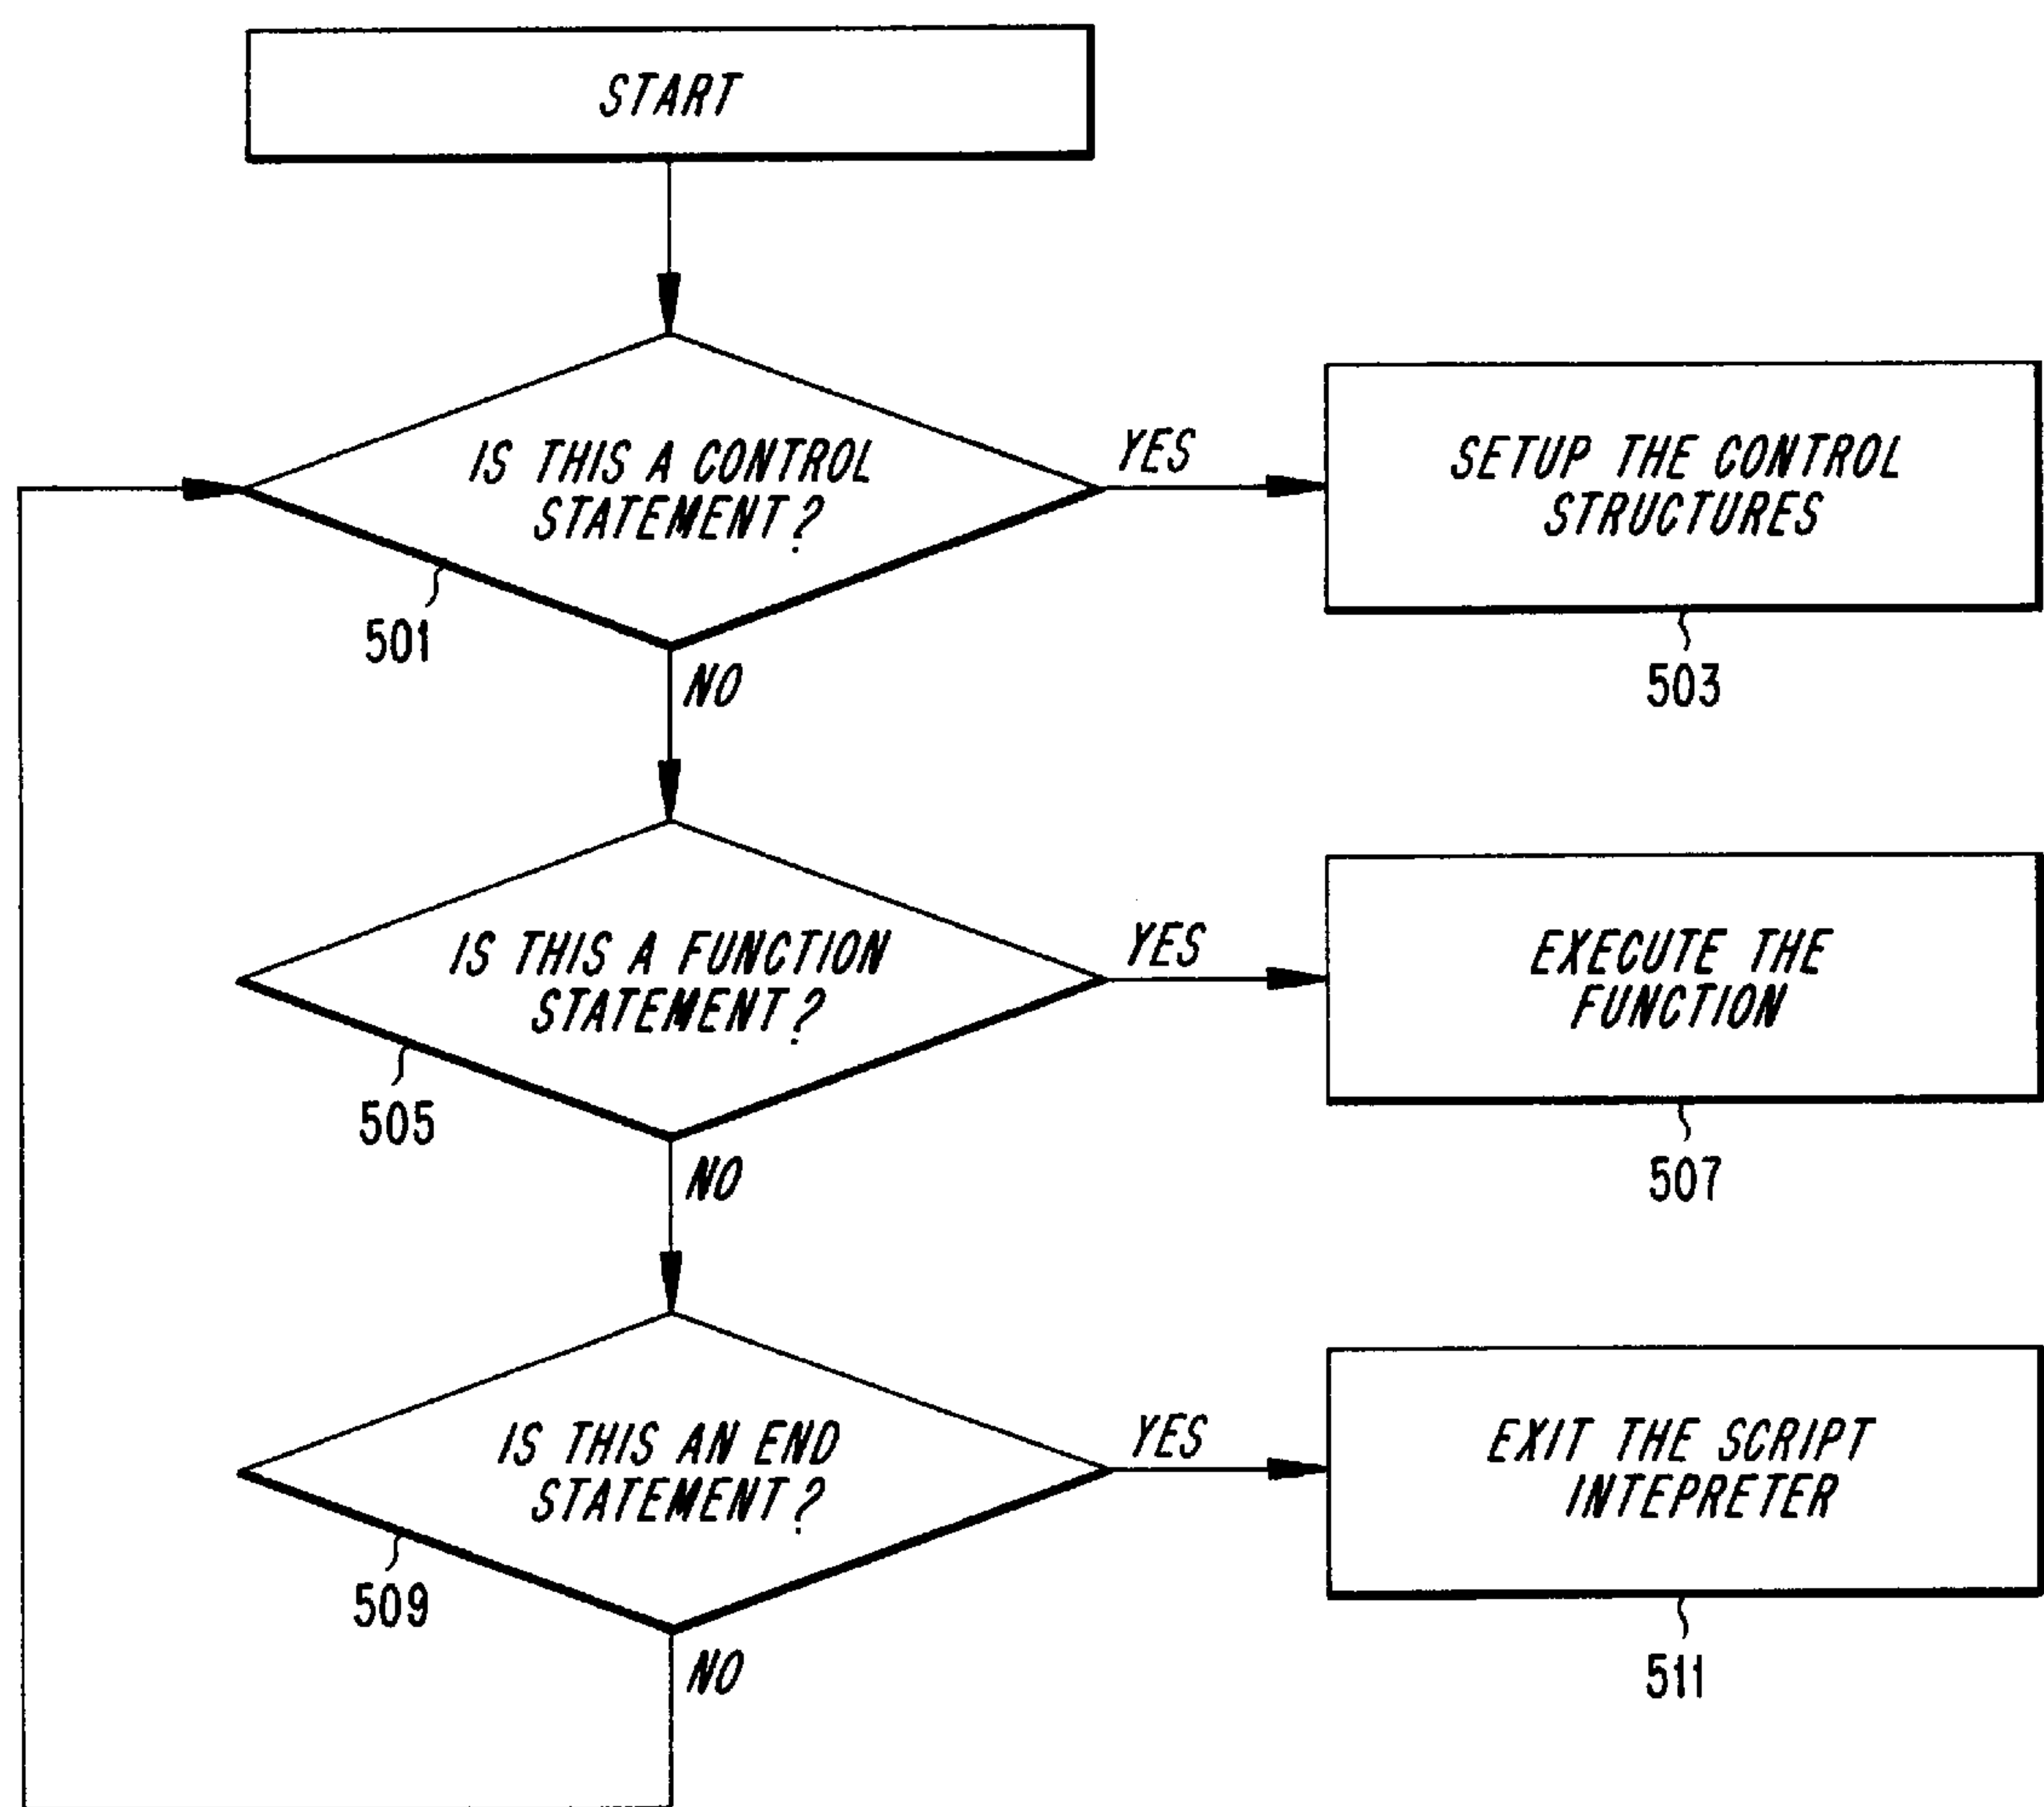 START
IS THIS A CONTROL
STATEMENT?
YES
SETUP THE CONTROL
STRUCTURES
501
NO
503
IS THIS A FUNCTION
STATEMENT?
YES
EXECUTE THE
FUNCTION
505
NO
507
IS THIS AN END
STATEMENT?
YES
EXIT THE SCRIPT
INTEPRETER
509
NO
511